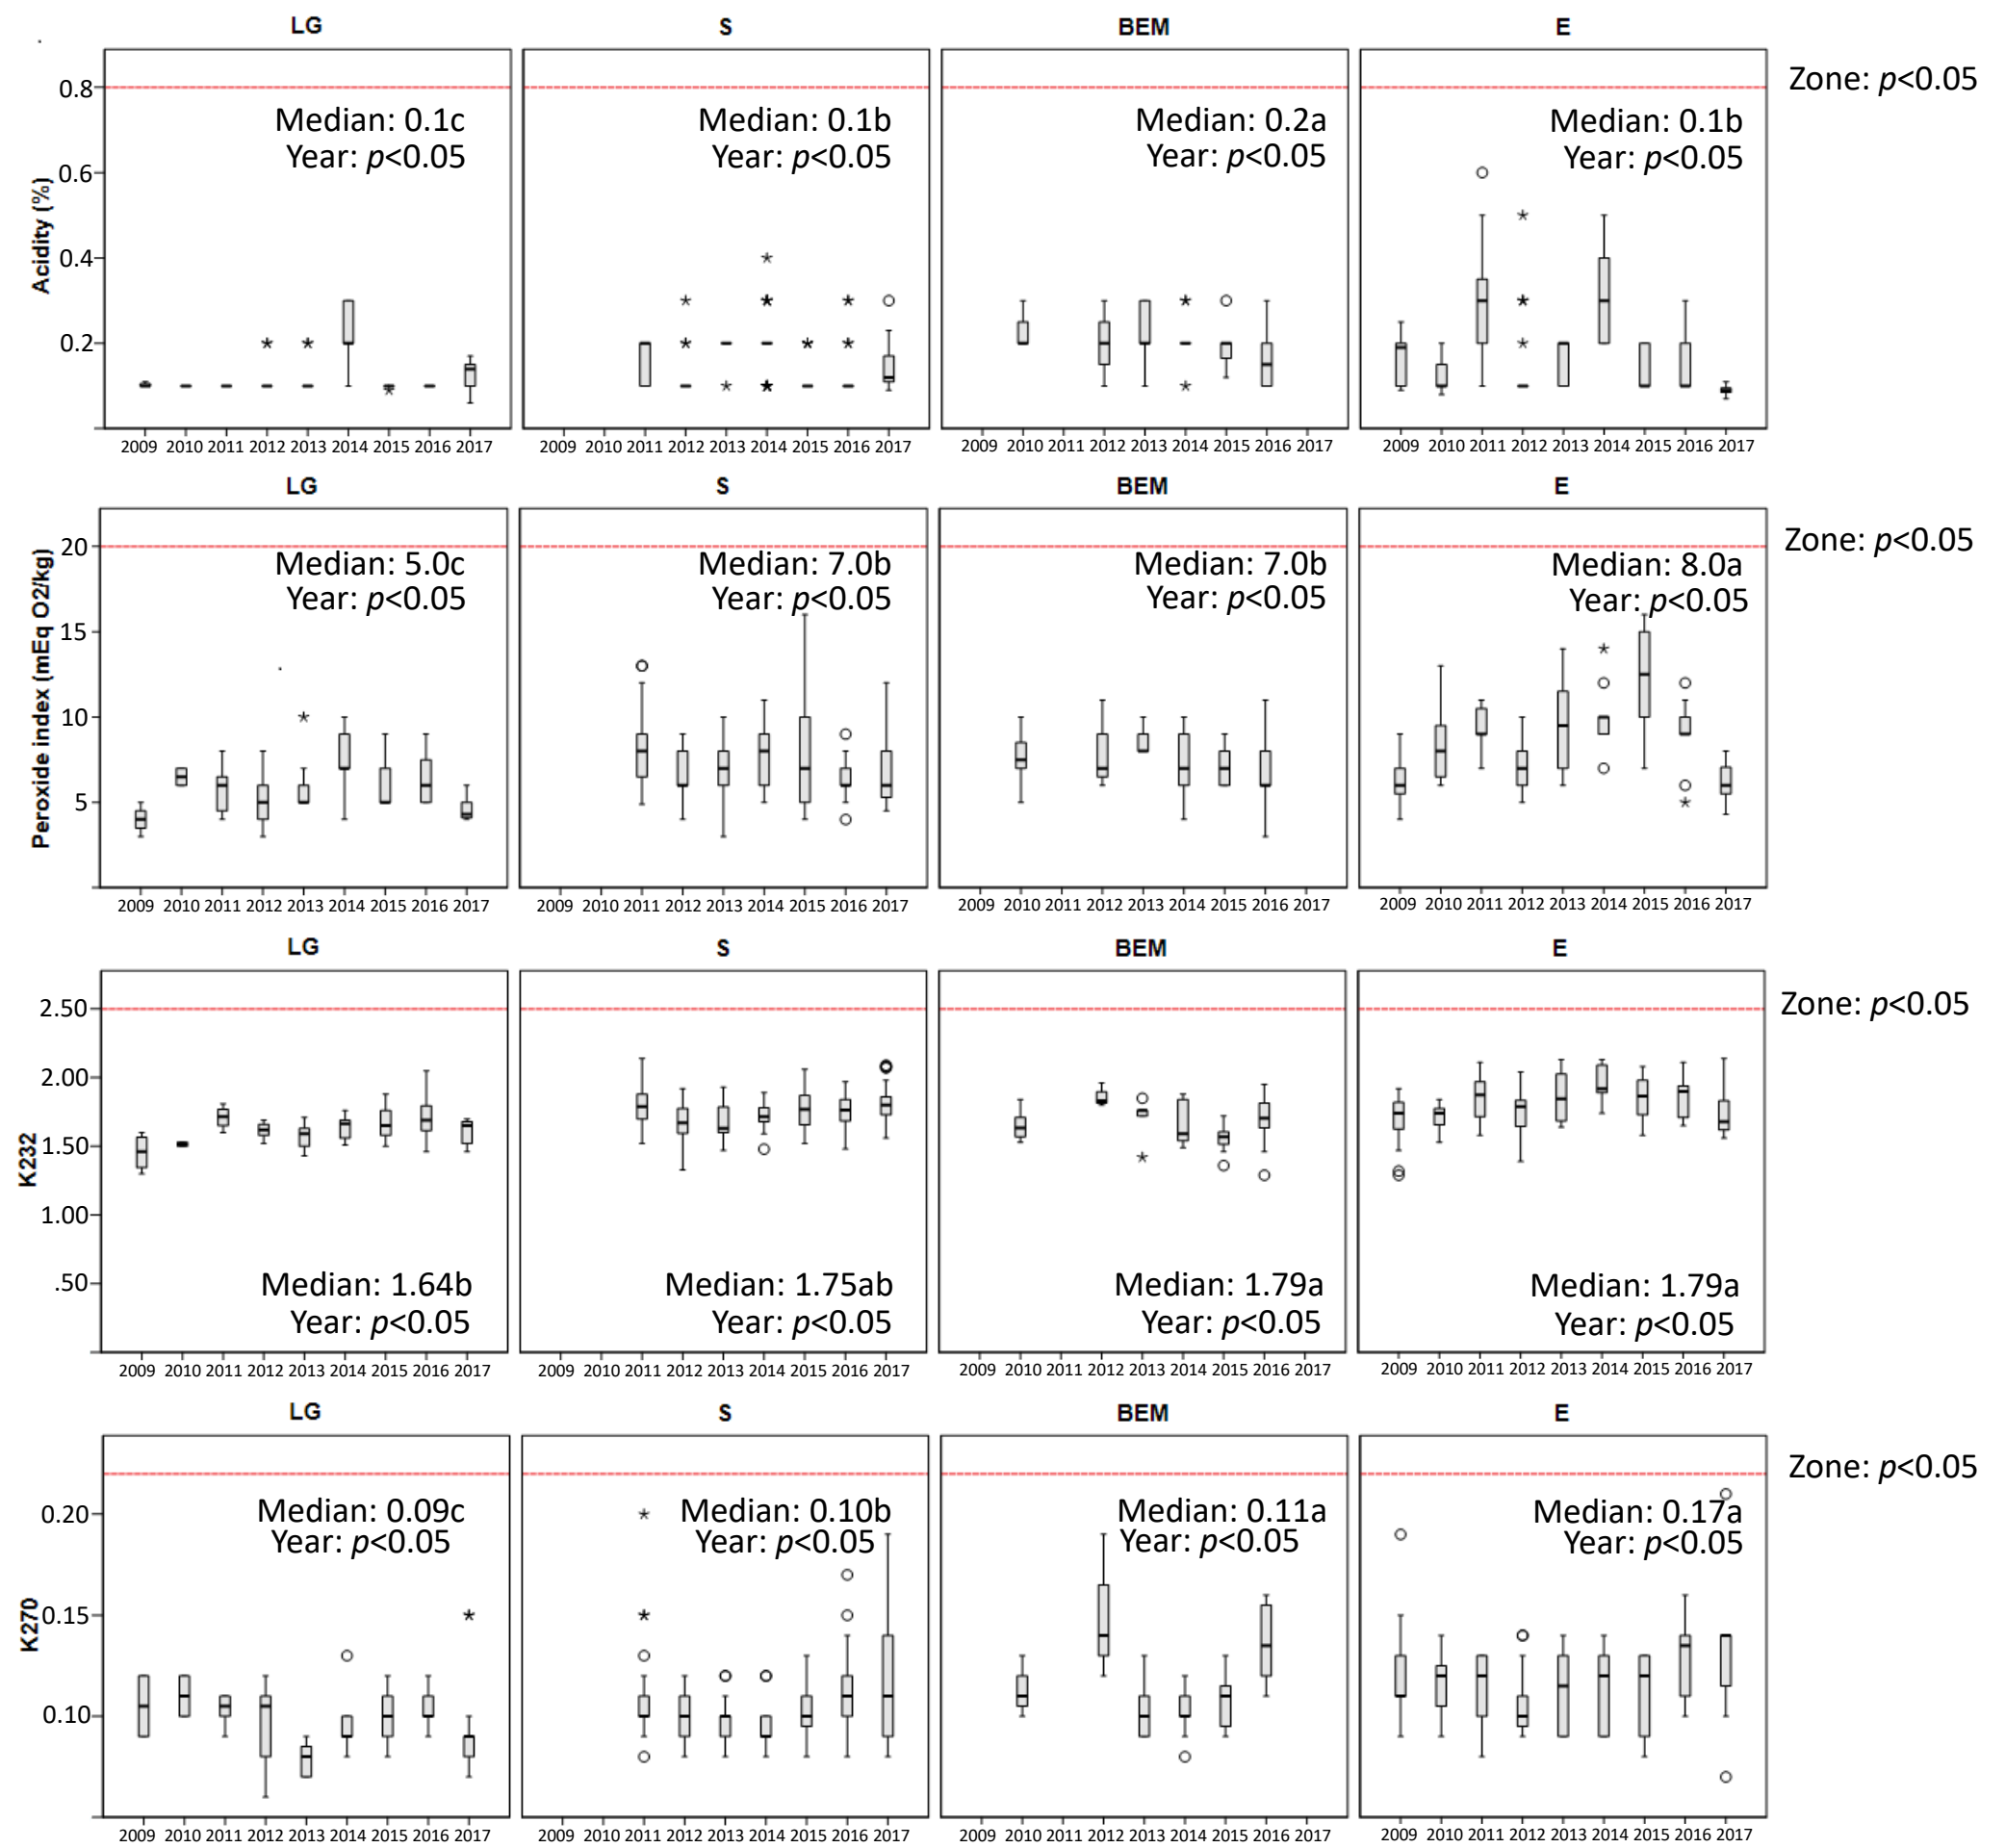 LG S BEM E
Zone: p<0.05
Acidity (%)
0.8
0.6
0.4
0.2
Median: 0.1c Median: 0.1b Median: 0.2a Median: 0.1b
Year: p<0.05 Year: p<0.05 Year: p<0.05 Year: p<0.05
2009 2010 2011 2012 2013 2014 2015 2016 2017 2009 2010 2011 2012 2013 2014 2015 2016 2017 2009 2010 2011 2012 2013 2014 2015 2016 2017 2009 2010 2011 2012 2013 2014 2015 2016 2017
LG S BEM E
Zone: p<0.05
Peroxide index (mEq O2/kg)
20
15
10
5
Median: 5.0c Median: 7.0b Median: 7.0b Median: 8.0a
Year: p<0.05 Year: p<0.05 Year: p<0.05 Year: p<0.05
2009 2010 2011 2012 2013 2014 2015 2016 2017 2009 2010 2011 2012 2013 2014 2015 2016 2017 2009 2010 2011 2012 2013 2014 2015 2016 2017 2009 2010 2011 2012 2013 2014 2015 2016 2017
LG S BEM E
Zone: p<0.05
K232
2.50
2.00
1.50
1.00
.50
Median: 1.64b Median: 1.75ab Median: 1.79a Median: 1.79a
Year: p<0.05 Year: p<0.05 Year: p<0.05 Year: p<0.05
2009 2010 2011 2012 2013 2014 2015 2016 2017 2009 2010 2011 2012 2013 2014 2015 2016 2017 2009 2010 2011 2012 2013 2014 2015 2016 2017 2009 2010 2011 2012 2013 2014 2015 2016 2017
LG S BEM E
Zone: p<0.05
K270
0.20
0.15
0.10
Median: 0.09c Median: 0.10b Median: 0.11a Median: 0.17a
Year: p<0.05 Year: p<0.05 Year: p<0.05 Year: p<0.05
2009 2010 2011 2012 2013 2014 2015 2016 2017 2009 2010 2011 2012 2013 2014 2015 2016 2017 2009 2010 2011 2012 2013 2014 2015 2016 2017 2009 2010 2011 2012 2013 2014 2015 2016 2017